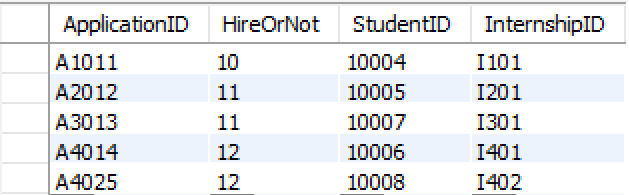 ApplicationID HireOrNot StudentID InternshipID
A1011 10 10004 I101
A2012 11 10005 I201
A3013 11 10007 I301
A4014 12 10006 I401
A4025 12 10008 I402